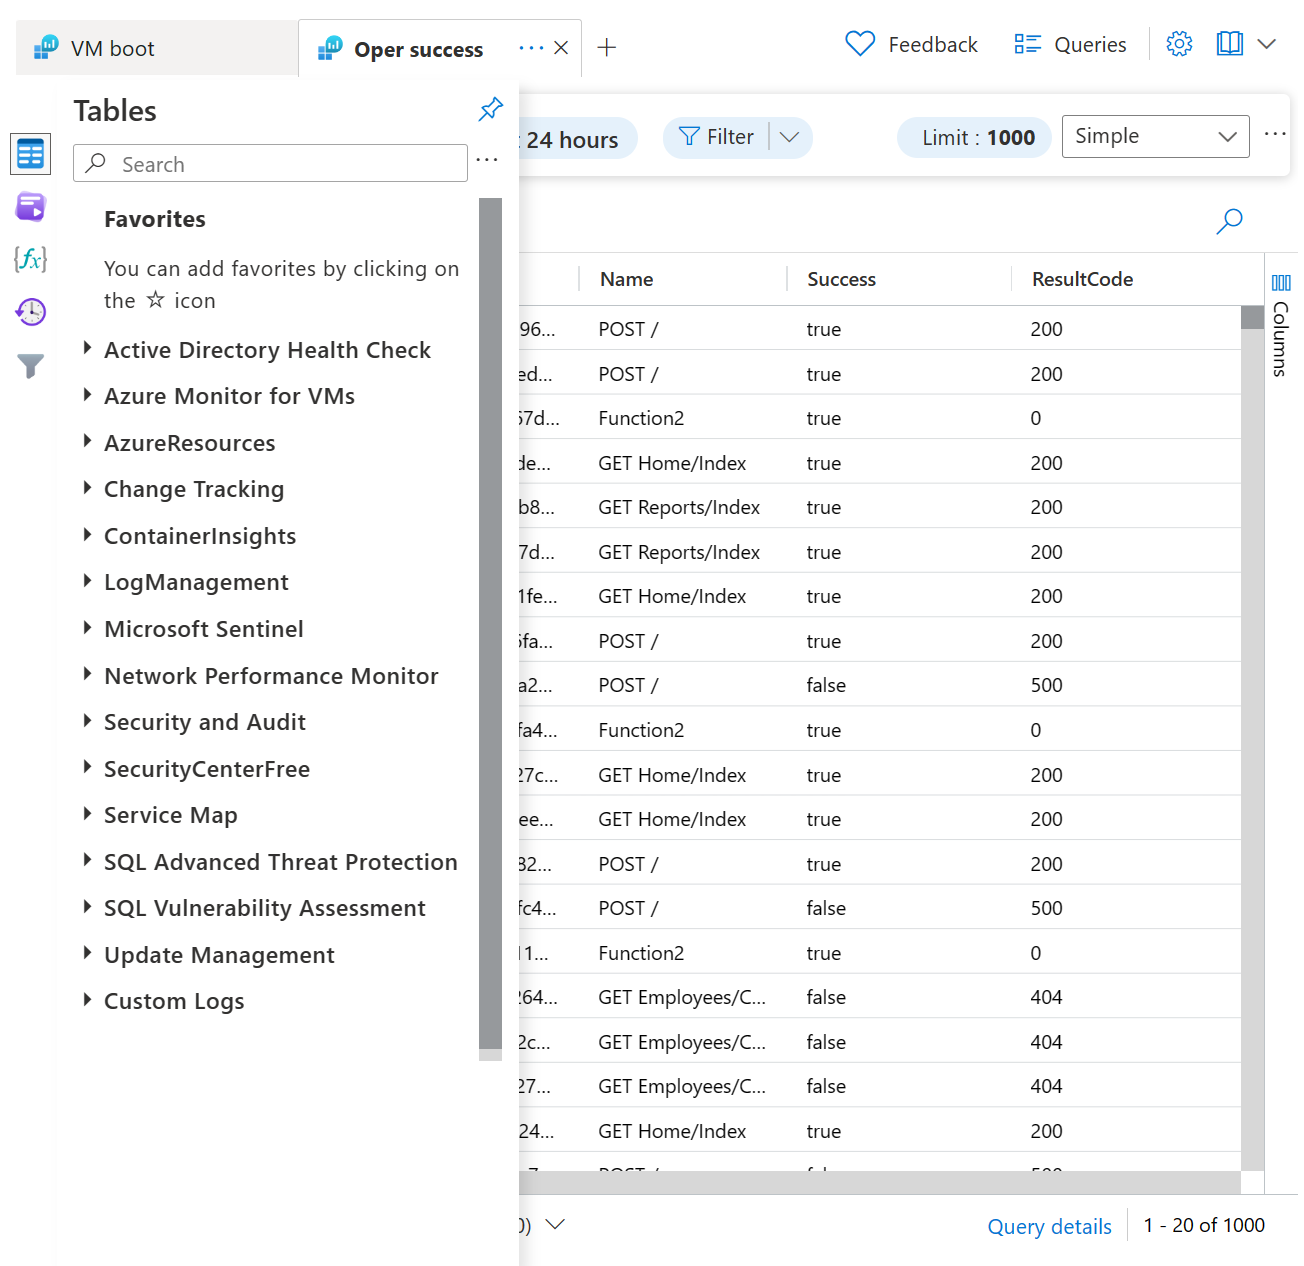 VM boot
Oper success
Feedback
Queries
Tables
Search
24 hours
Filter
Limit : 1000
Simple
Favorites
You can add favorites by clicking on
the ☆ icon
Active Directory Health Check
Azure Monitor for VMs
AzureResources
Change Tracking
ContainerInsights
LogManagement
Microsoft Sentinel
Network Performance Monitor
Security and Audit
SecurityCenterFree
Service Map
SQL Advanced Threat Protection
SQL Vulnerability Assessment
Update Management
Custom Logs
Name Success ResultCode
96... POST / true 200
ed... POST / true 200
67d... Function2 true 0
de... GET Home/Index true 200
b8... GET Reports/Index true 200
7d... GET Reports/Index true 200
1fe... GET Home/Index true 200
6fa... POST / true 200
a2... POST / false 500
fa4... Function2 true 0
27c... GET Home/Index true 200
ee... GET Home/Index true 200
82... POST / true 200
fc4... POST / false 500
11... Function2 true 0
264... GET Employees/C... false 404
2c... GET Employees/C... false 404
27... GET Employees/C... false 404
24... GET Home/Index true 200
Columns
Query details
1 - 20 of 1000